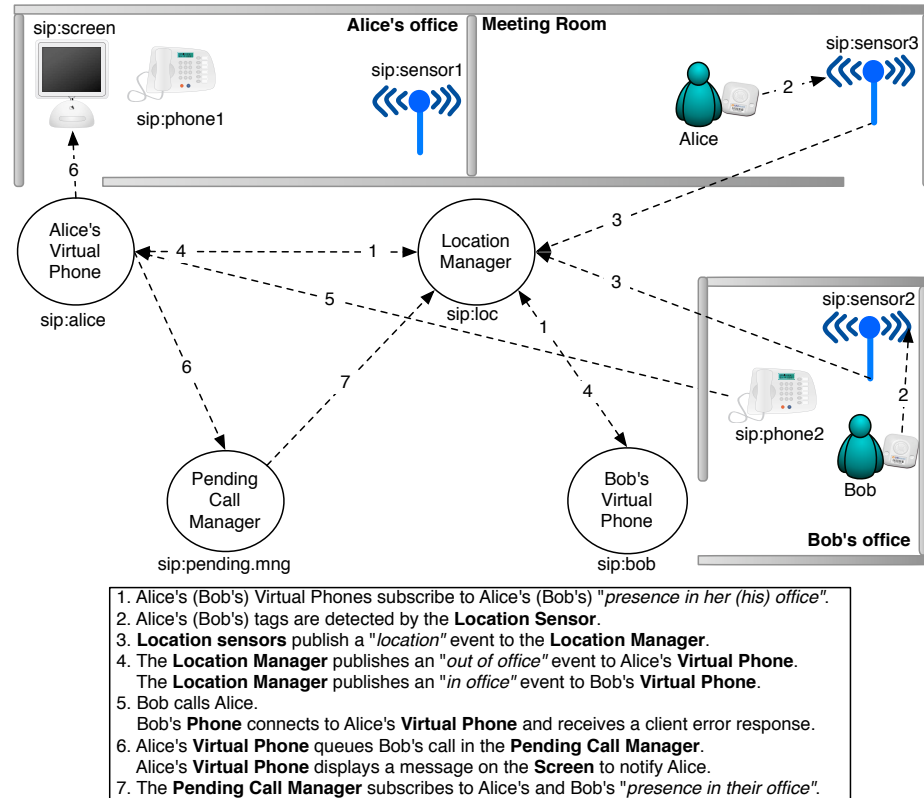 sip:screen
Alice's office
Meeting Room
sip:sensor3
sip:sensor1
2
sip:phone1
Alice
6
3
Alice's
Virtual
Phone
4
1
Location
Manager
3
sip:alice
5
sip:loc
sip:sensor2
1
6
7
4
2
sip:phone2
Pending
Call
Manager
Bob's
Virtual
Phone
Bob
sip:pending.mng
sip:bob
Bob's office
1. Alice's (Bob's) Virtual Phones subscribe to Alice's (Bob's) "presence in her (his) office".
2. Alice's (Bob's) tags are detected by the Location Sensor.
3. Location sensors publish a "location" event to the Location Manager.
4. The Location Manager publishes an "out of office" event to Alice's Virtual Phone.
The Location Manager publishes an "in office" event to Bob's Virtual Phone.
5. Bob calls Alice.
Bob's Phone connects to Alice's Virtual Phone and receives a client error response.
6. Alice's Virtual Phone queues Bob's call in the Pending Call Manager.
Alice's Virtual Phone displays a message on the Screen to notify Alice.
7. The Pending Call Manager subscribes to Alice's and Bob's "presence in their office".